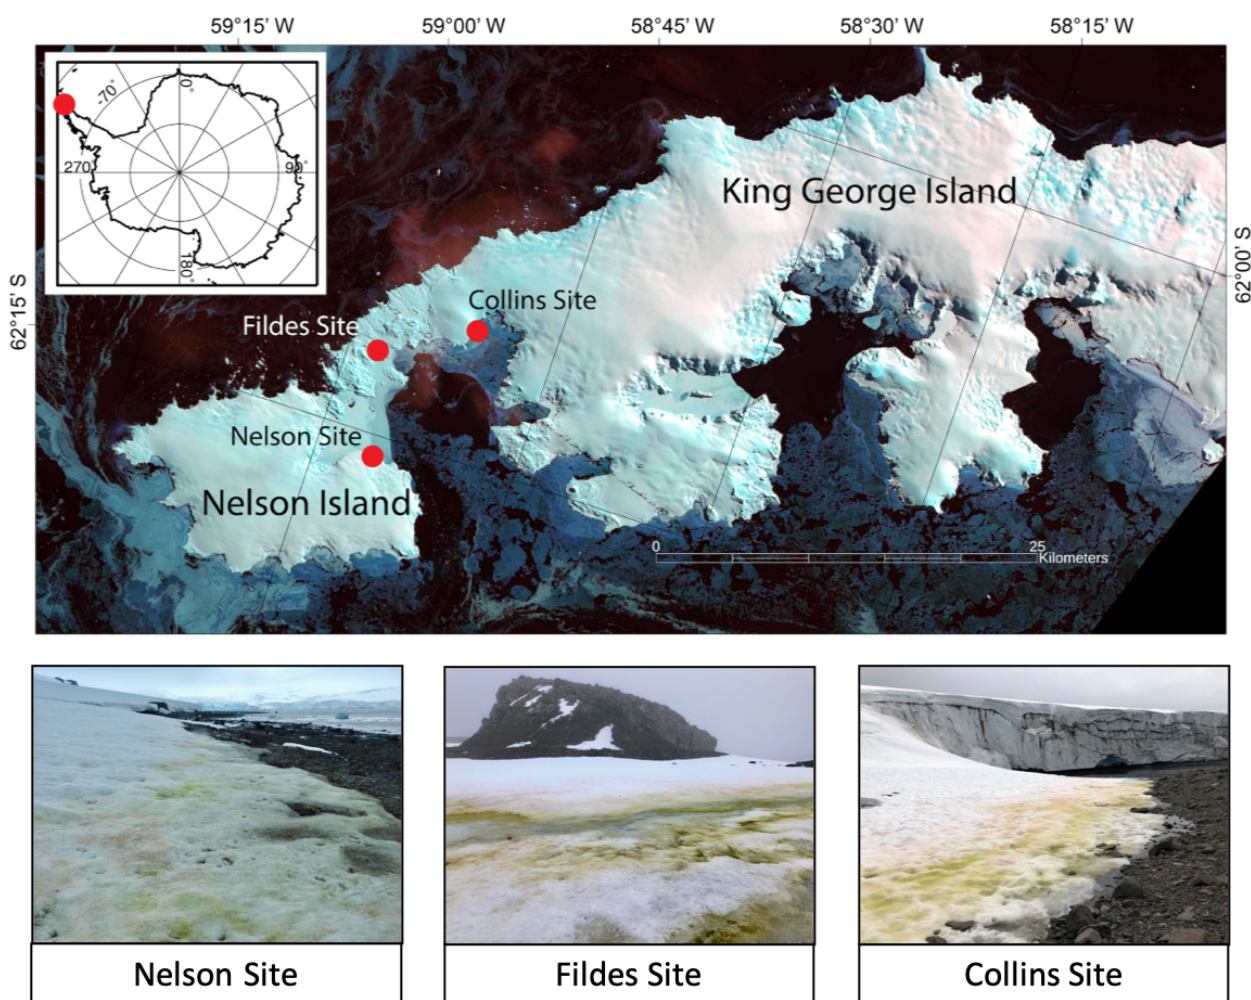 59°15' W
59°00' W
58°45' W
58°30' W
58°15' W
-70°
0°
270°
90°
180°
King George Island
62°00' S
62°15' S
Collins Site
Fildes Site
Nelson Site
Nelson Island
0
25
Kilometers
Nelson Site
Fildes Site
Collins Site